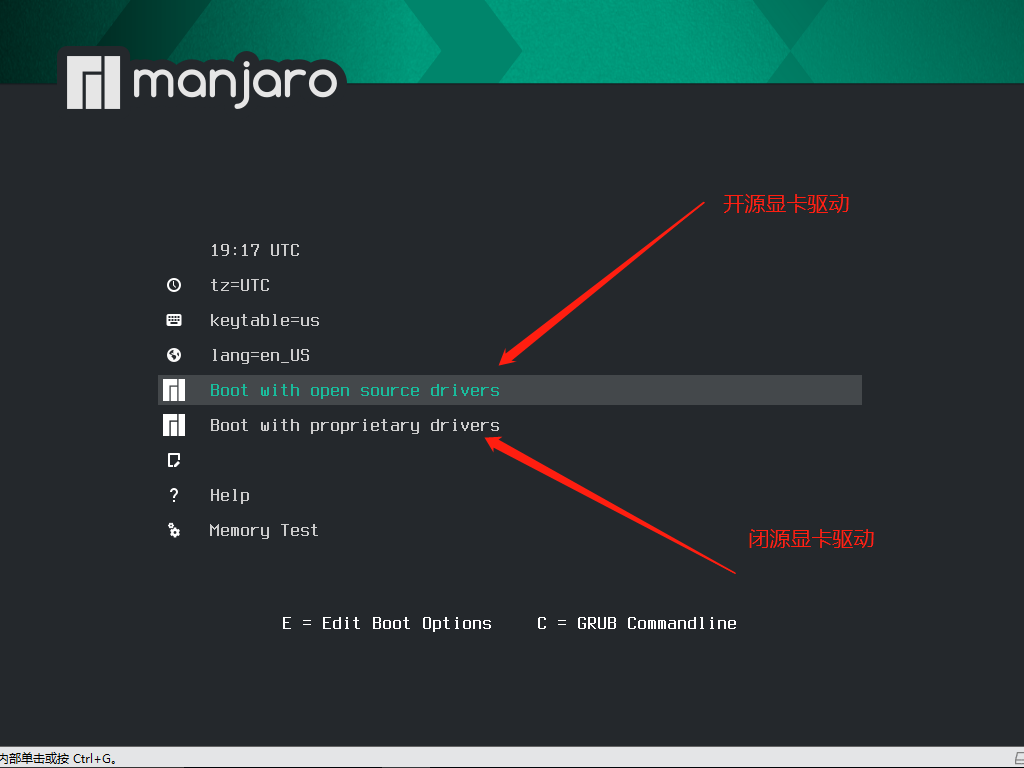 manjaro
开源显卡驱动
19:17 UTC
tz=UTC
keytable=us
lang=en_US
Boot with open source drivers
Boot with proprietary drivers
? Help
Memory Test
闭源显卡驱动
E = Edit Boot Options C = GRUB Commandline
内部单击或按 Ctrl+G。